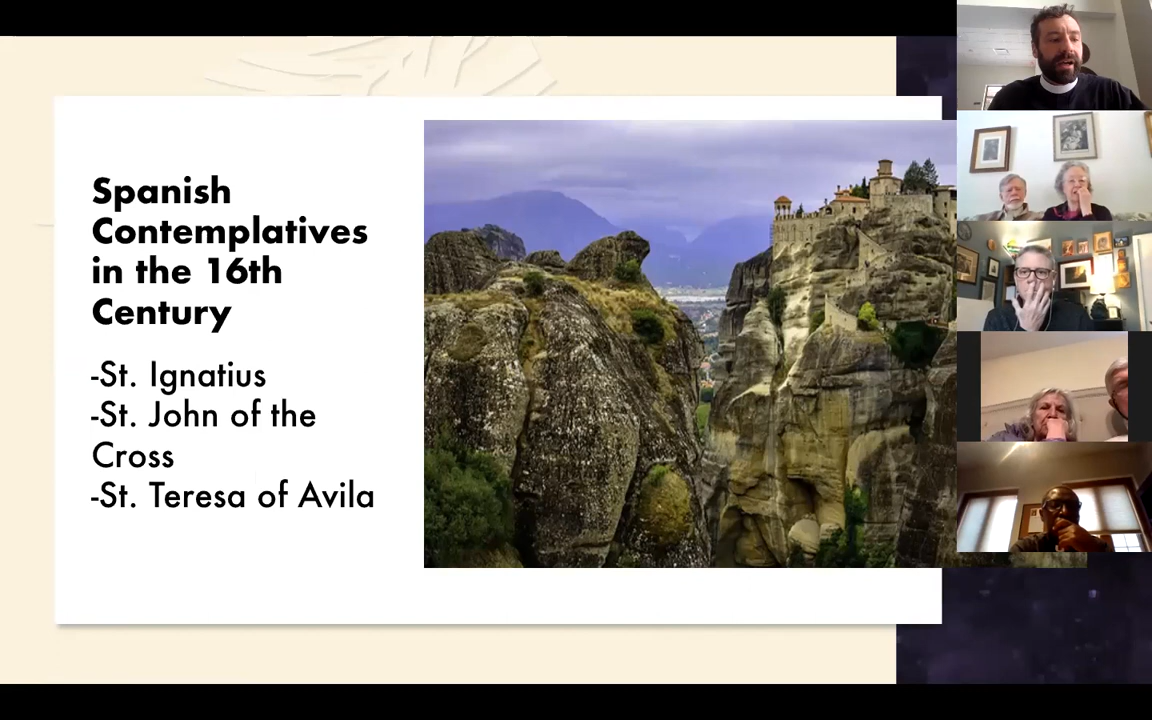 Spanish
Contemplatives
in the 16th
Century
-St. Ignatius
-St. John of the
Cross
-St. Teresa of Avila